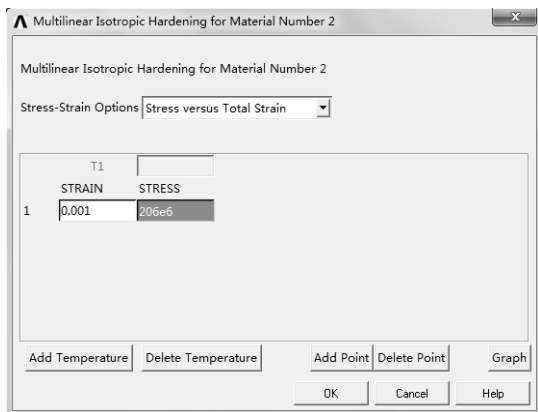 Multilinear Isotropic Hardening for Material Number 2
x
Multilinear Isotropic Hardening for Material Number 2
Stress-Strain Options Stress versus Total Strain
T1
STRAIN STRESS
1 0.001 206e6
Add Temperature Delete Temperature Add Point Delete Point Graph
OK Cancel Help